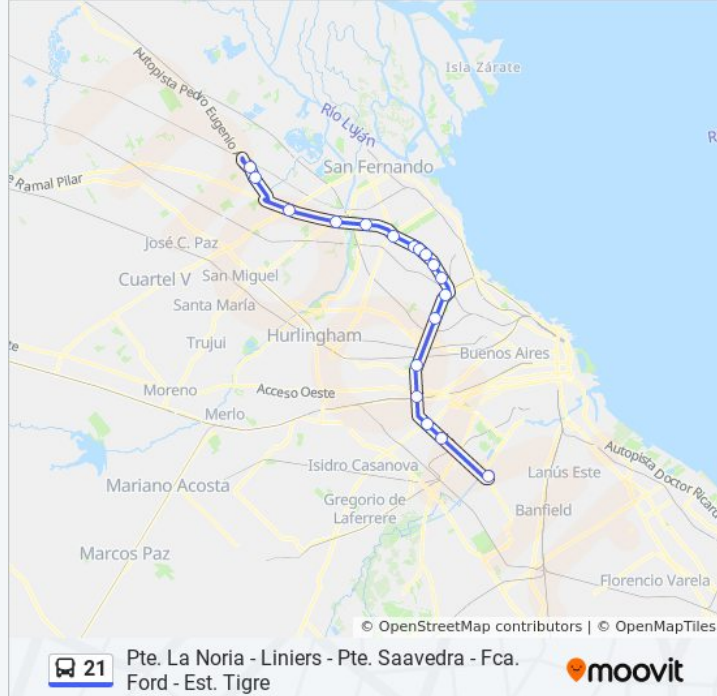 Isla Zárate
Autopista Pedro Eugenio
Río Luján
R
San Fernando
e Ramal Pilar
José C. Paz
Cuartel V
San Miguel
Santa María
Hurlingham
Trujui
Buenos Aires
te
Moreno
Acceso Oeste
Merlo
Isidro Casanova
Lanús Este
Autopista Doctor Ricard
Mariano Acosta
Gregorio de
Laferrere
Banfield
Marcos Paz
Florencio Varela
© OpenStreetMap contributors | © OpenMapTiles
21
Pte. La Noria - Liniers - Pte. Saavedra - Fca.
Ford - Est. Tigre
moovit